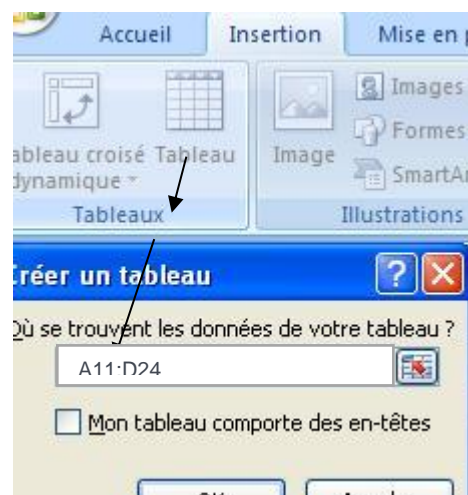 Accueil Insertion Mise en
ableau croisé Tableau Image Images
dynamique Formes
SmartAr
Tableaux Illustrations
Créer un tableau
Où se trouvent les données de votre tableau ?
A11:D24
Mon tableau comporte des en-têtes